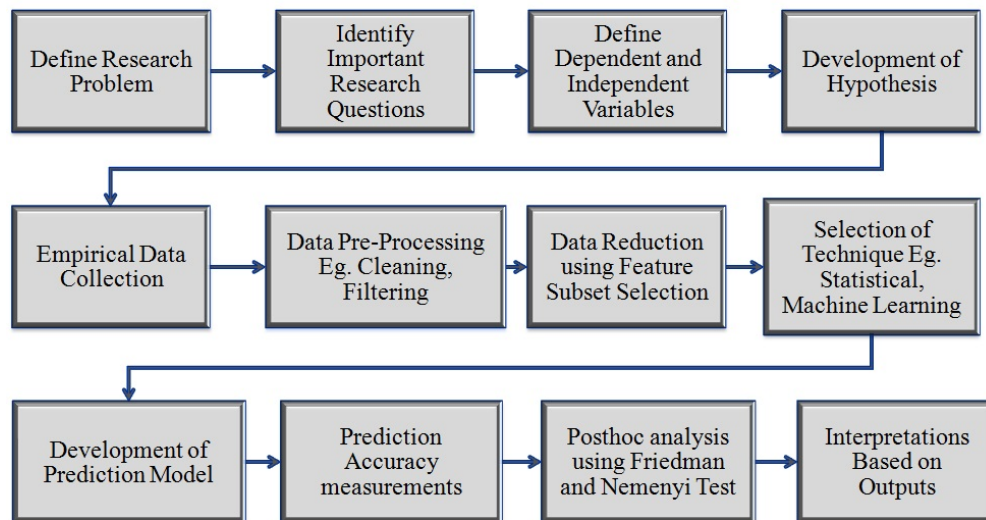 Define Research
Problem
Identify
Important
Research
Questions
Define
Dependent and
Independent
Variables
Development of
Hypothesis
Empirical Data
Collection
Data Pre-Processing
Eg. Cleaning,
Filtering
Data Reduction
using Feature
Subset Selection
Selection of
Technique Eg.
Statistical,
Machine Learning
Development of
Prediction Model
Prediction
Accuracy
measurements
Posthoc analysis
using Friedman
and Nemenyi Test
Interpretations
Based on
Outputs